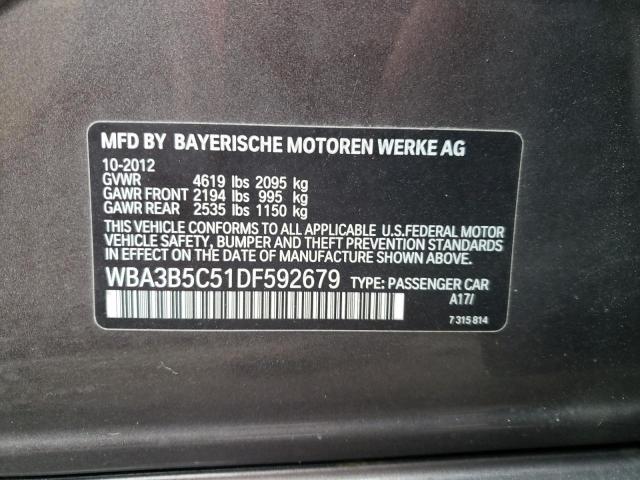 MFD BY BAYERISCHE MOTOREN WERKE AG
10-2012
GVWR 4619 lbs 2095 kg
GAWR FRONT 2194 lbs 995 kg
GAWR REAR 2535 lbs 1150 kg
THIS VEHICLE CONFORMS TO ALL APPLICABLE U.S.FEDERAL MOTOR
VEHICLE SAFETY, BUMPER AND THEFT PREVENTION STANDARDS
IN EFFECT ON THE DATE OF MANUFACTURE SHOWN ABOVE.
WBA3B5C51DF592679 TYPE: PASSENGER CAR
A17/
7 315 814